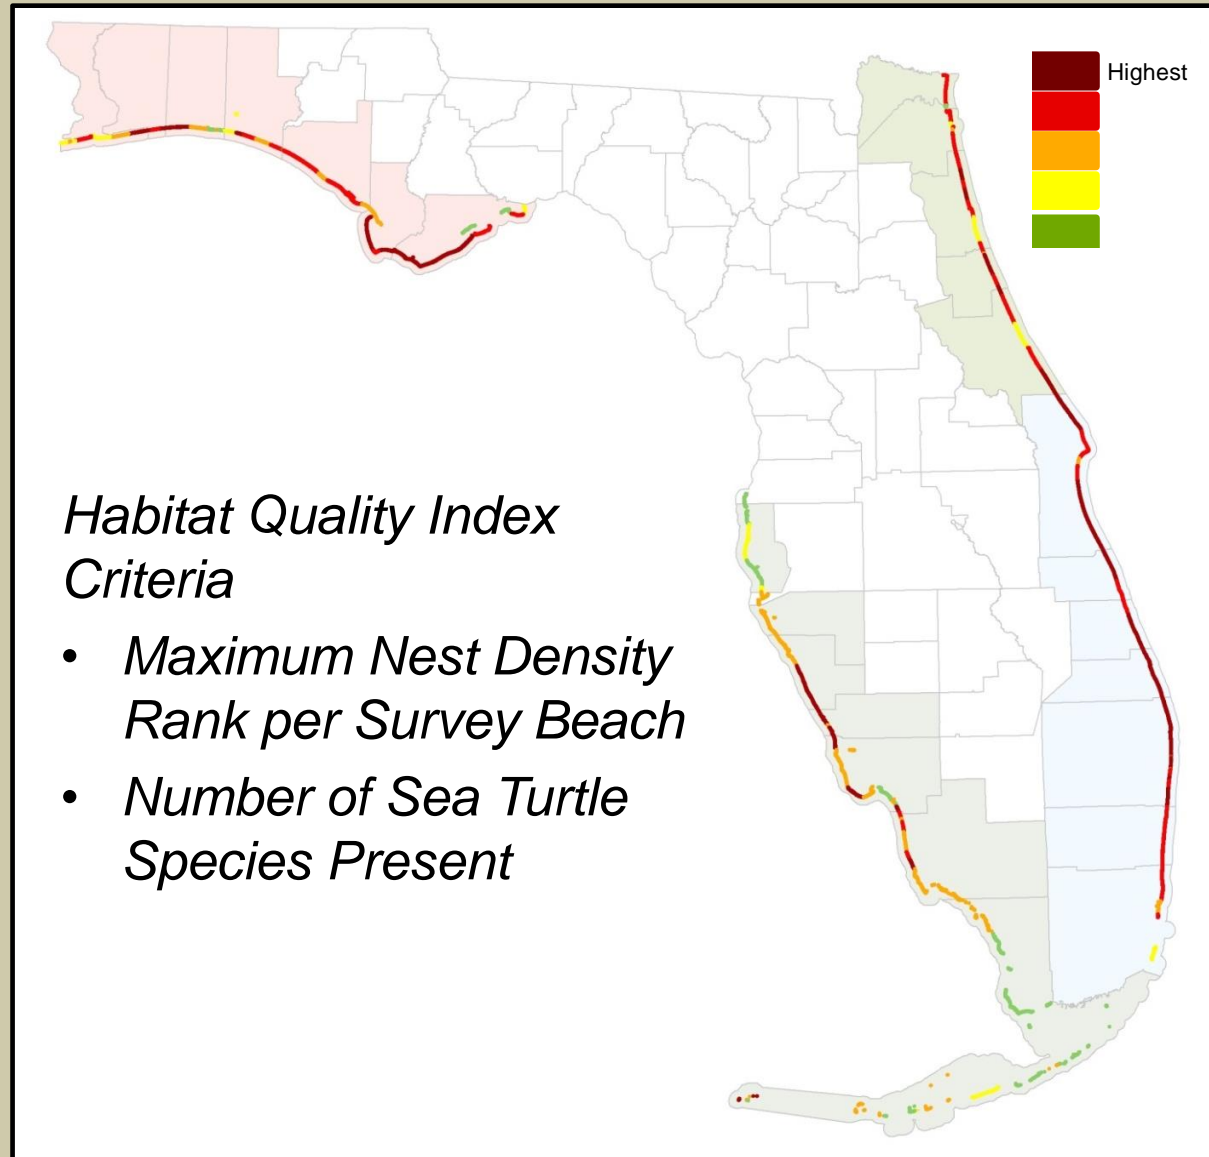 Highest
Habitat Quality Index
Criteria
• Maximum Nest Density
Rank per Survey Beach
• Number of Sea Turtle
Species Present